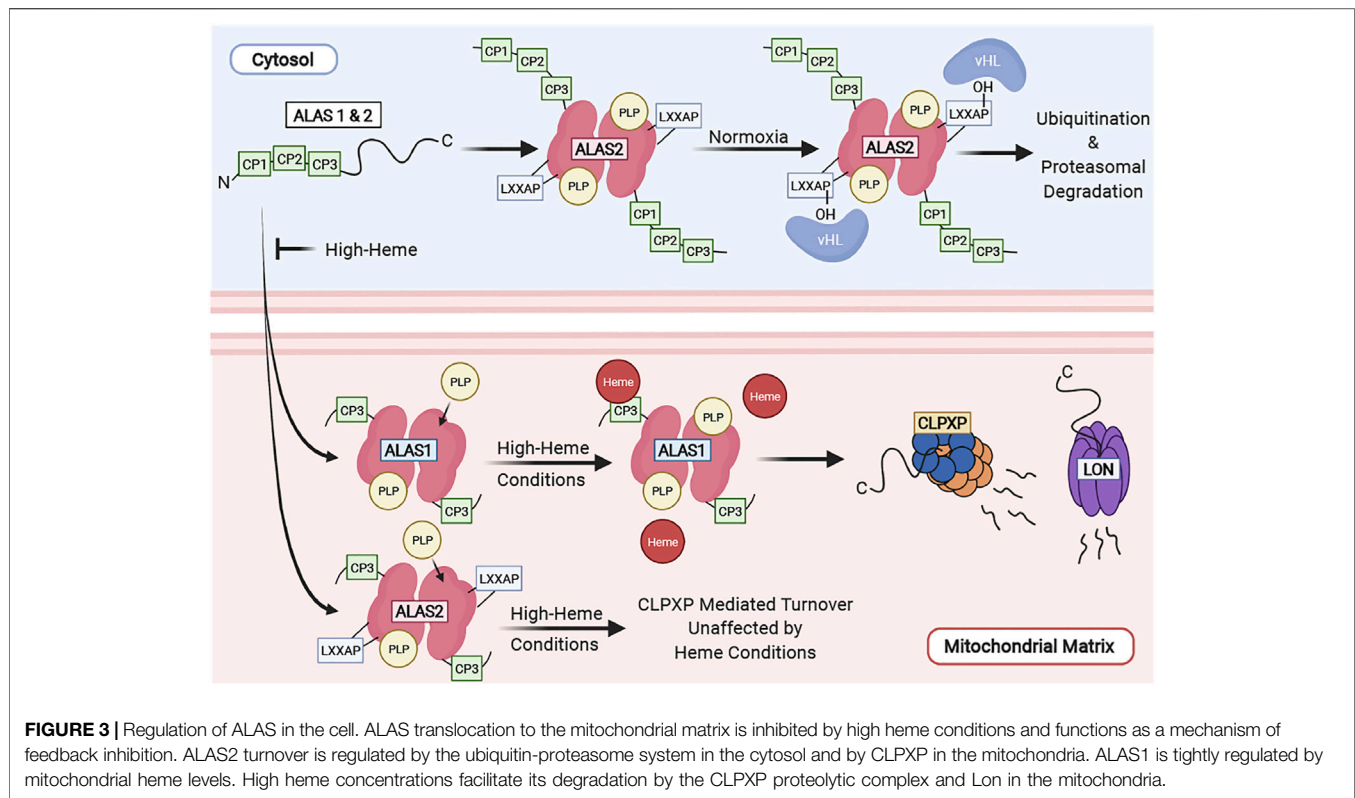 Cytosol
ALAS 1 & 2
N
CP1
CP2
CP3
C
CP1
CP2
CP3
PLP
LXXAP
ALAS2
LXXAP
PLP
CP1
CP2
CP3
Normoxia
CP1
CP2
CP3
vHL
OH
PLP
LXXAP
ALAS2
LXXAP
PLP
OH
vHL
CP1
CP2
CP3
Ubiquitination
&
Proteasomal
Degradation
High-Heme
PLP
CP3
ALAS1
PLP
CP3
High-Heme
Conditions
Heme
CP3
Heme
PLP
ALAS1
PLP
CP3
Heme
CLPXP
C
C
LON
PLP
CP3
LXXAP
ALAS2
LXXAP
PLP
CP3
High-Heme
Conditions
CLPXP Mediated Turnover
Unaffected by
Heme Conditions
Mitochondrial Matrix
FIGURE 3 | Regulation of ALAS in the cell. ALAS translocation to the mitochondrial matrix is inhibited by high heme conditions and functions as a mechanism of
feedback inhibition. ALAS2 turnover is regulated by the ubiquitin-proteasome system in the cytosol and by CLPXP in the mitochondria. ALAS1 is tightly regulated by
mitochondrial heme levels. High heme concentrations facilitate its degradation by the CLPXP proteolytic complex and Lon in the mitochondria.